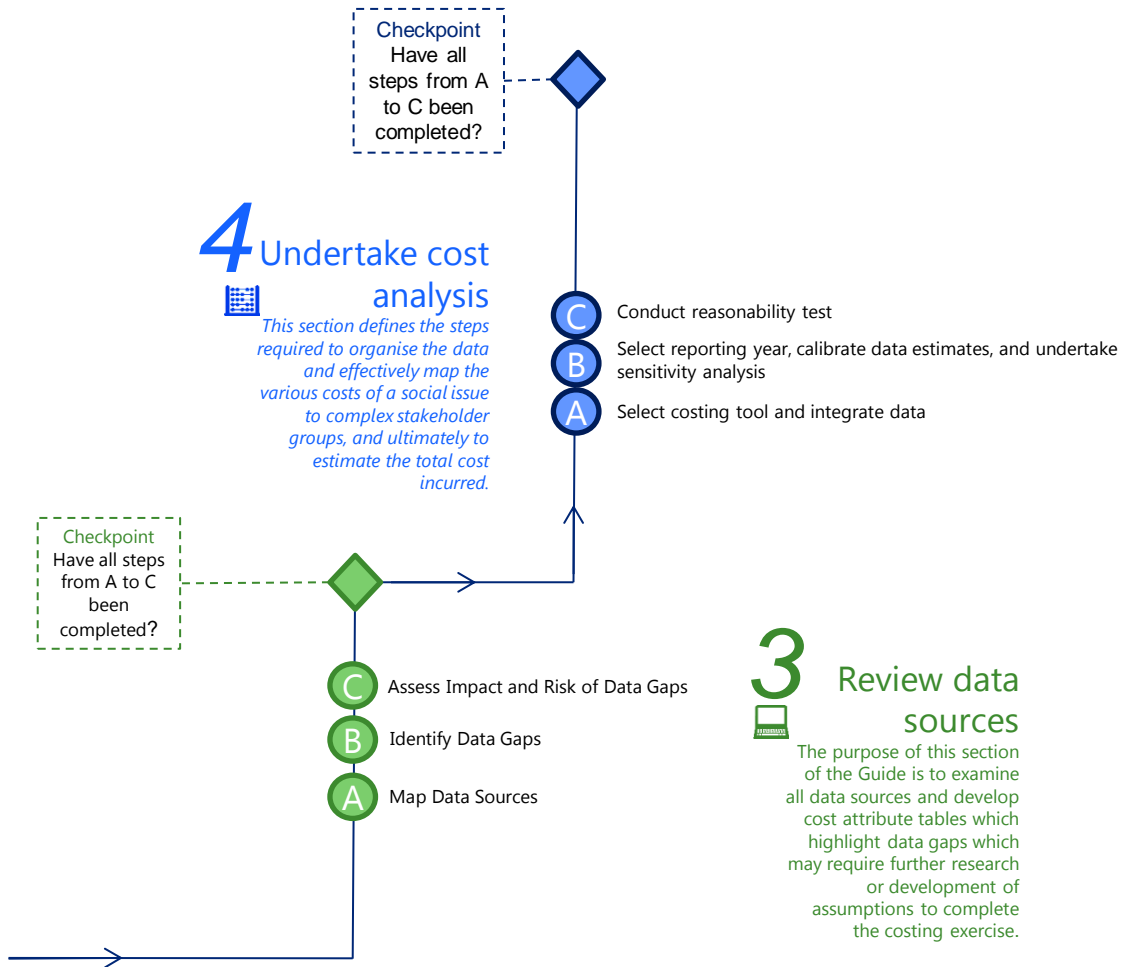 Checkpoint
Have all
steps from A
to C been
completed?
4
Undertake cost
analysis
This section defines the steps
required to organise the data
and effectively map the
various costs of a social issue
to complex stakeholder
groups, and ultimately to
estimate the total cost
incurred.
C
Conduct reasonability test
B
Select reporting year, calibrate data estimates, and undertake
sensitivity analysis
A
Select costing tool and integrate data
Checkpoint
Have all steps
from A to C
been
completed?
C
Assess Impact and Risk of Data Gaps
B
Identify Data Gaps
A
Map Data Sources
3
Review data
sources
The purpose of this section
of the Guide is to examine
all data sources and develop
cost attribute tables which
highlight data gaps which
may require further research
or development of
assumptions to complete
the costing exercise.